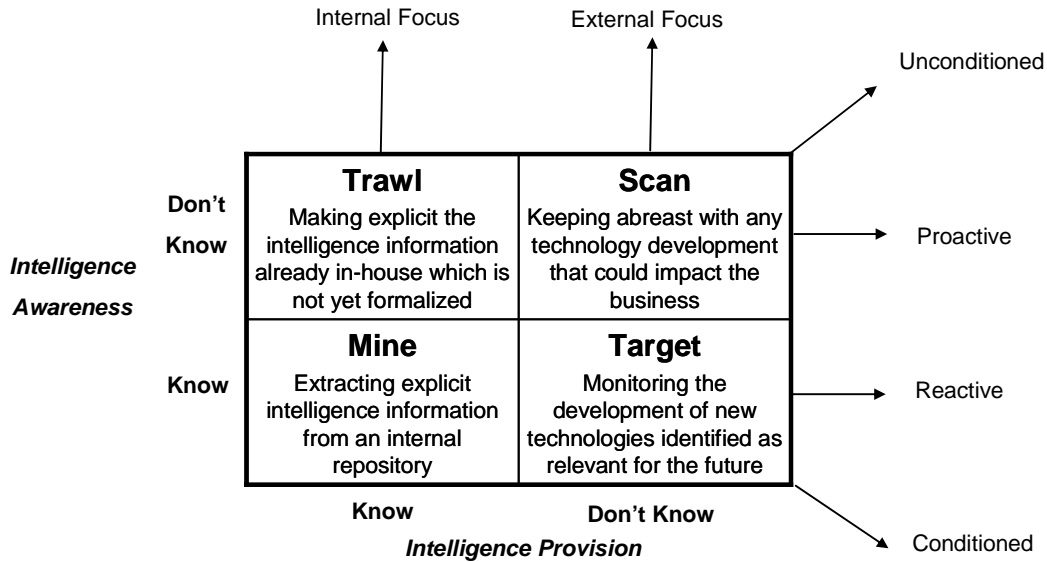 Internal Focus
External Focus
Unconditioned
Trawl
Making explicit the
intelligence information
already in-house which is
not yet formalized
Scan
Keeping abreast with any
technology development
that could impact the
business
Don't
Know
Proactive
Intelligence
Awareness
Mine
Extracting explicit
intelligence information
from an internal
repository
Target
Monitoring the
development of new
technologies identified as
relevant for the future
Know
Reactive
Know
Don't Know
Intelligence Provision
Conditioned